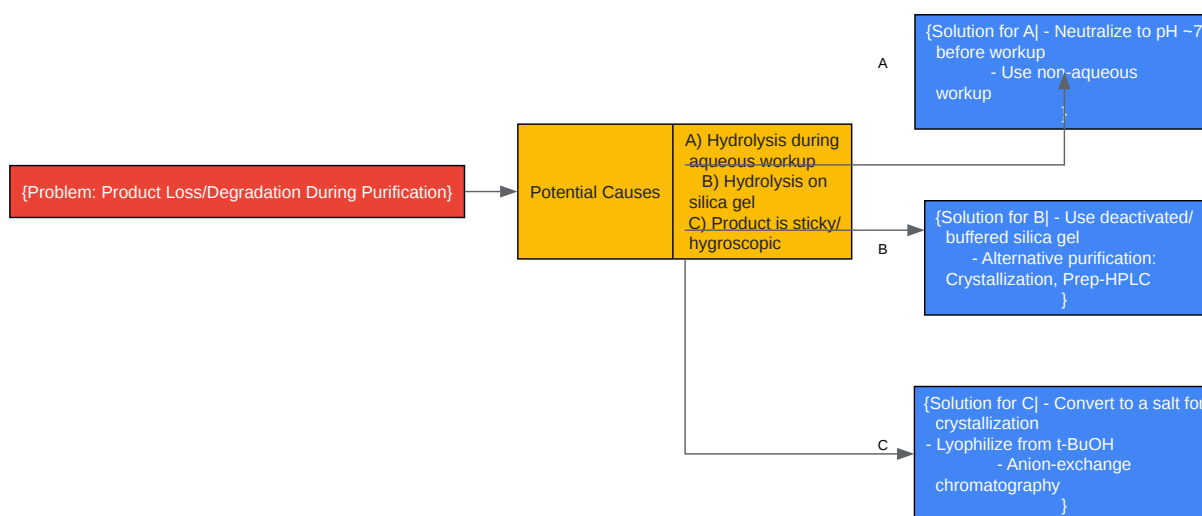 {Problem: Product Loss/Degradation During Purification}
Potential Causes
A) Hydrolysis during
aqueous workup
B) Hydrolysis on
silica gel
C) Product is sticky/
hygroscopic
A
{Solution for A| - Neutralize to pH ~7
before workup
- Use non-aqueous
workup
}
B
{Solution for B| - Use deactivated/
buffered silica gel
- Alternative purification:
Crystallization, Prep-HPLC
}
C
{Solution for C| - Convert to a salt for
crystallization
- Lyophilize from t-BuOH
- Anion-exchange
chromatography
}